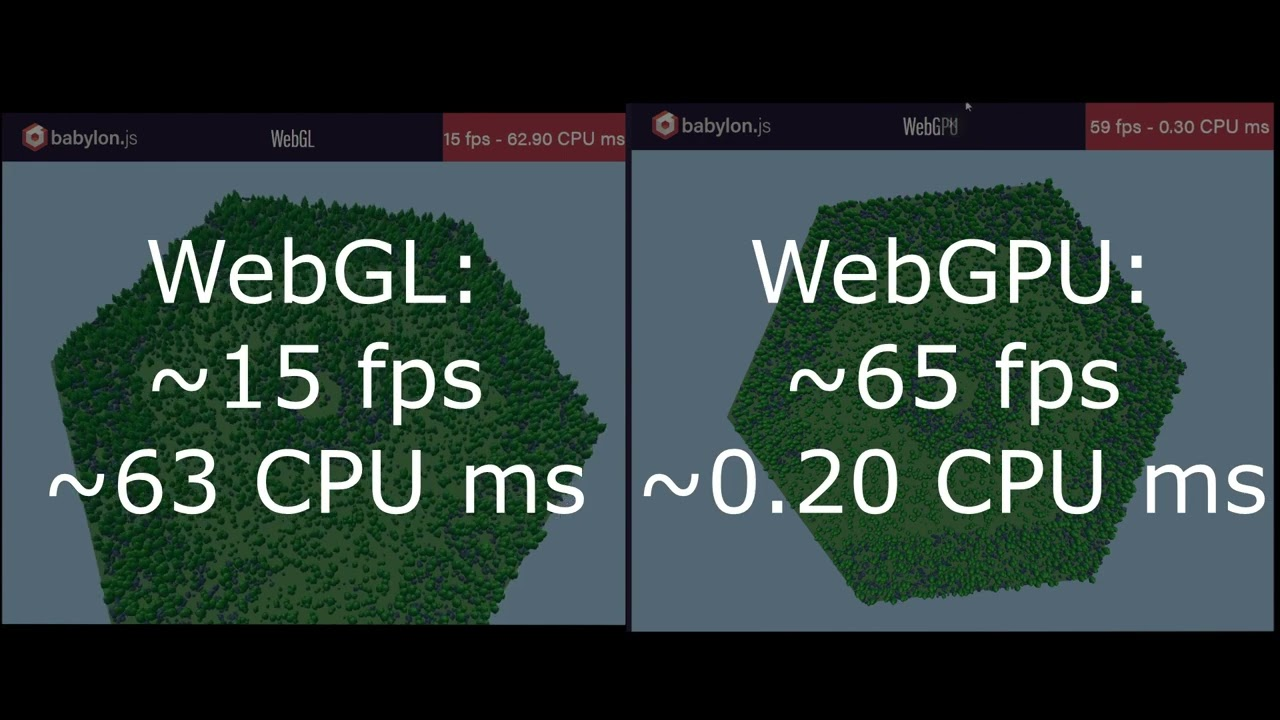 babylon.js
WebGL
15 fps - 62.90 CPU ms
WebGL:
~15 fps
~63 CPU ms
babylon.js
WebGPU
59 fps - 0.30 CPU ms
WebGPU:
~65 fps
~0.20 CPU ms